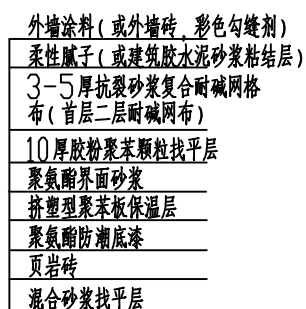 外墙涂料(或外墙砖,彩色勾缝剂)
柔性腻子(或建筑胶水泥砂浆粘结层)
3-5厚抗裂砂浆复合耐碱网格
布(首层二层耐碱网布)
10厚胶粉聚苯颗粒找平层
聚氨酯界面砂浆
挤塑型聚苯板保温层
聚氨酯防潮底漆
页岩砖
混合砂浆找平层